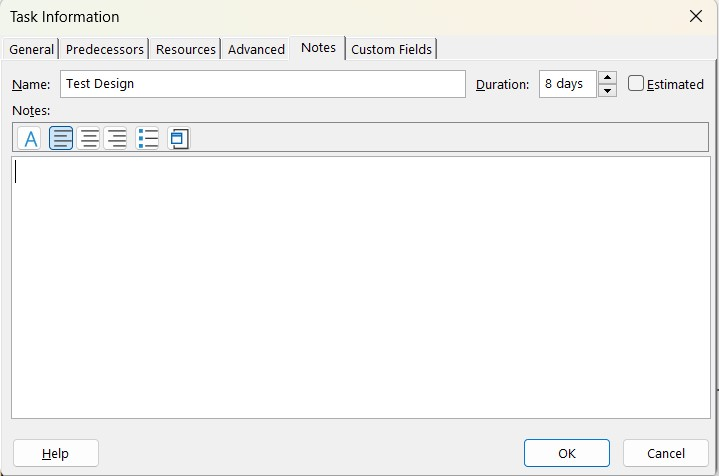 Task Information
General Predecessors Resources Advanced Notes Custom Fields
Name: Test Design Duration: 8 days Estimated
Notes:
A
Help OK Cancel